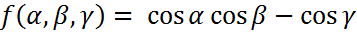 f(α, β, γ) = cos α cos β − cos γ